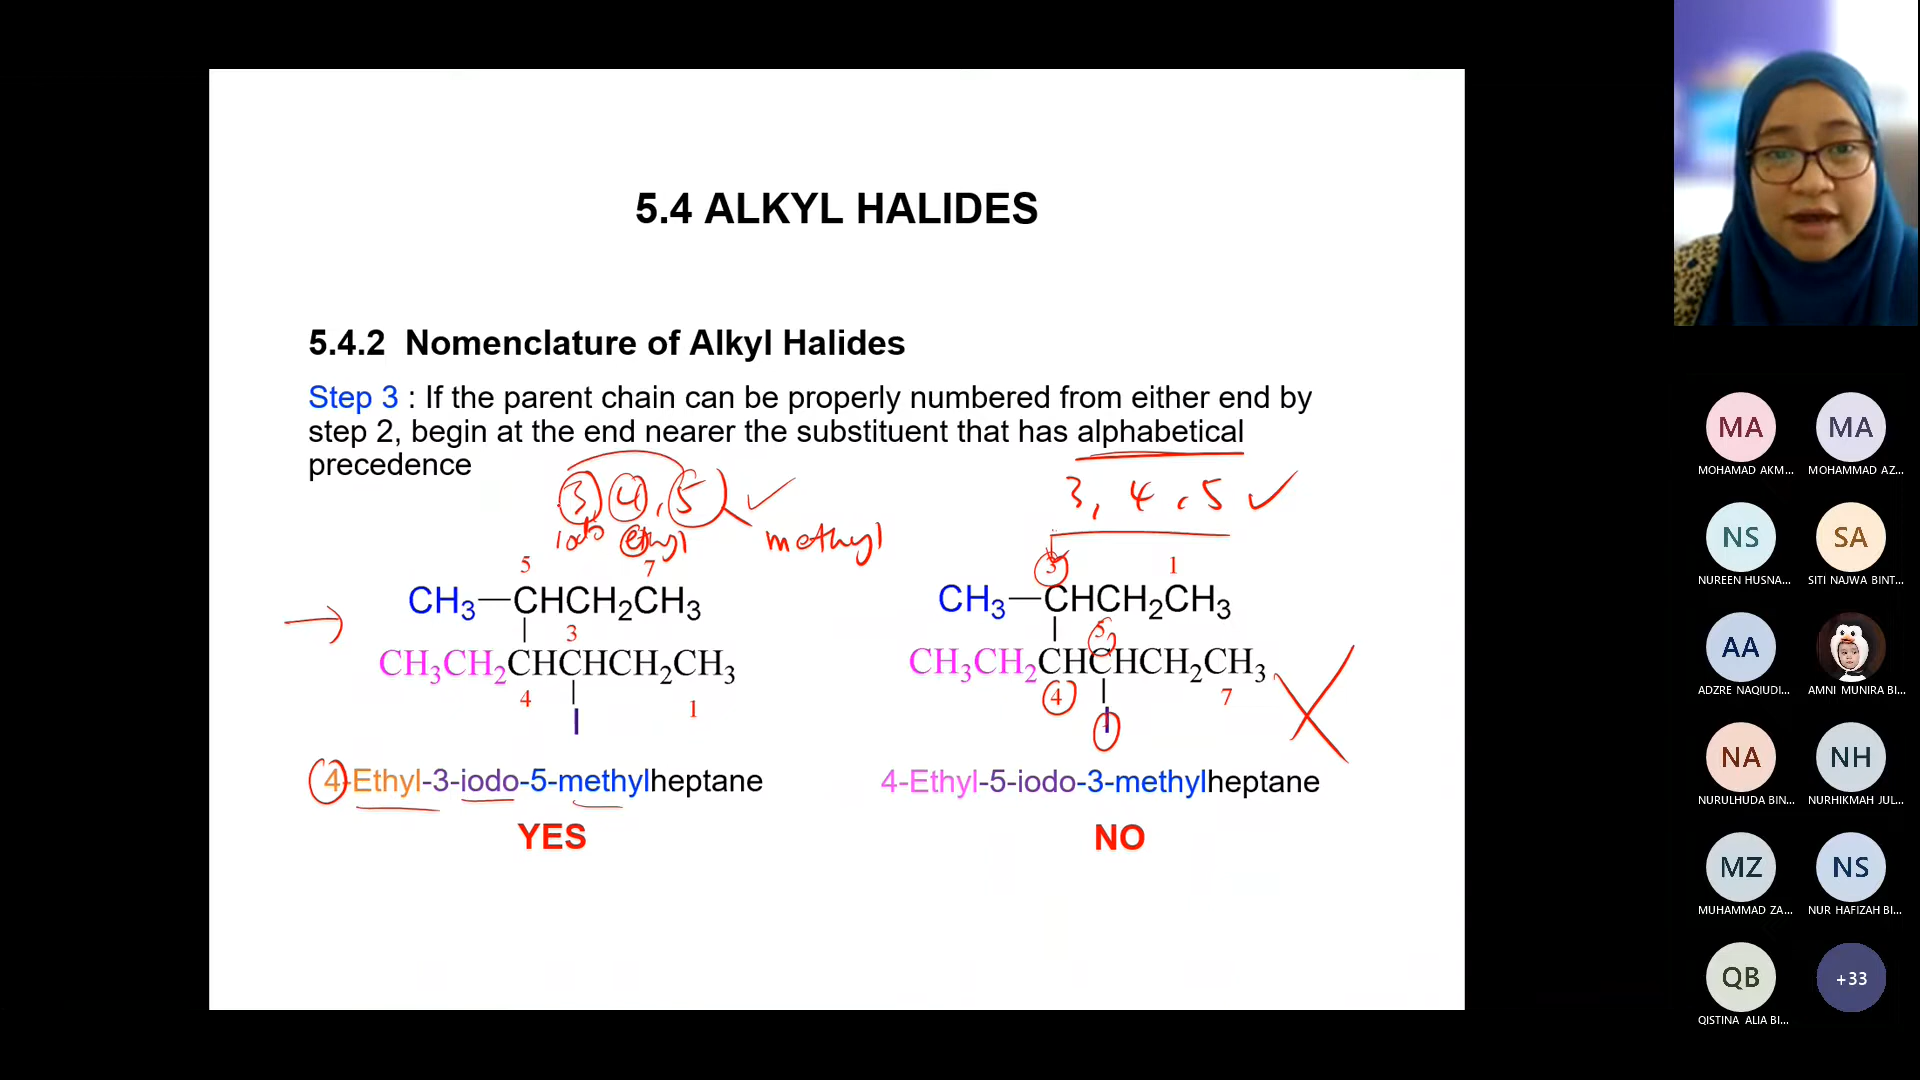 5.4 ALKYL HALIDES
5.4.2 Nomenclature of Alkyl Halides
Step 3 : If the parent chain can be properly numbered from either end by
step 2, begin at the end nearer the substituent that has alphabetical
precedence
3, 4, 5
iodo ethyl methyl
5 7
CH3—CHCH2CH3
3
CH3CH2CHCHCH2CH3
4 1
I
4-Ethyl-3-iodo-5-methylheptane
YES
3, 4, 5
3 1
CH3—CHCH2CH3
5
CH3CH2CHCHCH2CH3
4 7
I
4-Ethyl-5-iodo-3-methylheptane
NO
MA MA
MOHAMAD AKM... MOHAMMAD AZ...
NS SA
NUREEN HUSNA... SITI NAJWA BINT...
AA
ADZRE NAQIUDI... AMNI MUNIRA BI...
NA NH
NURULHUDA BIN... NURHIKMAH JUL...
MZ NS
MUHAMMAD ZA... NUR HAFIZAH BI...
QB +33
QISTINA ALIA BI...